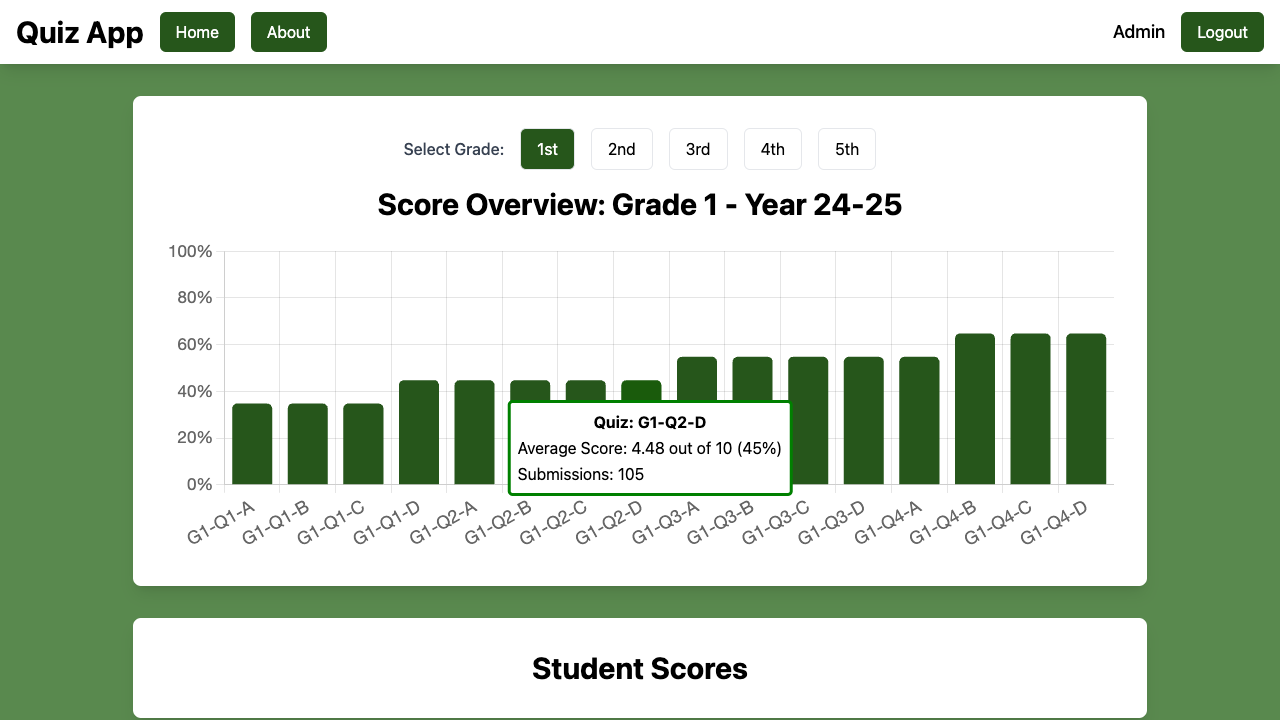 Quiz App Home About Admin Logout
Select Grade: 1st 2nd 3rd 4th 5th
Score Overview: Grade 1 - Year 24-25
100%
80%
60%
40%
20%
0%
Quiz: G1-Q2-D
Average Score: 4.48 out of 10 (45%)
Submissions: 105
G1-Q1-A G1-Q1-B G1-Q1-C G1-Q1-D G1-Q2-A G1-Q2-B G1-Q2-C G1-Q2-D G1-Q3-A G1-Q3-B G1-Q3-C G1-Q3-D G1-Q4-A G1-Q4-B G1-Q4-C G1-Q4-D
Student Scores